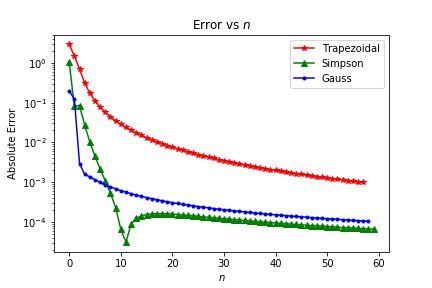 Error vs n
Trapezoidal
Simpson
Gauss
Absolute Error
10⁰
10⁻¹
10⁻²
10⁻³
10⁻⁴
0 10 20 30 40 50 60
n